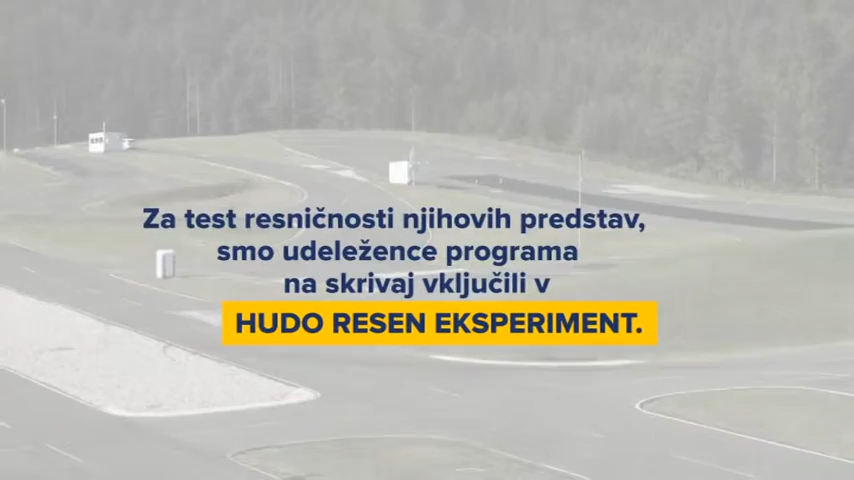 Za test resničnosti njihovih predstav,
smo udeležence programa
na skrivaj vključili v
HUDO RESEN EKSPERIMENT.